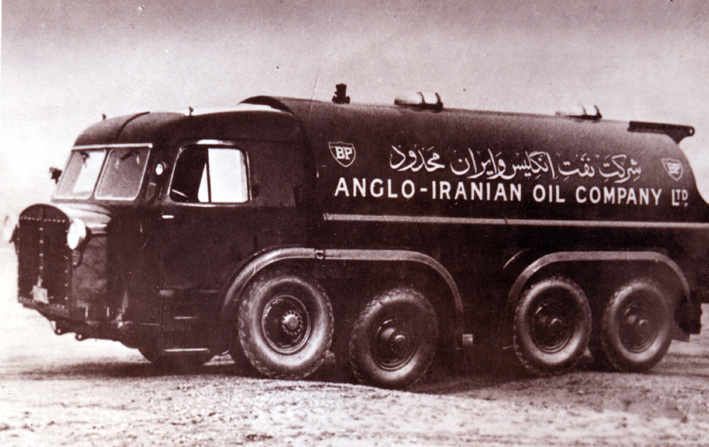 BP
شرکت نفت انگلیس و ایران محدود
BP
ANGLO-IRANIAN OIL COMPANY LTD.